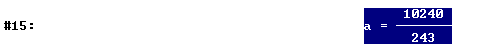 10240
#15: a = ―――
243